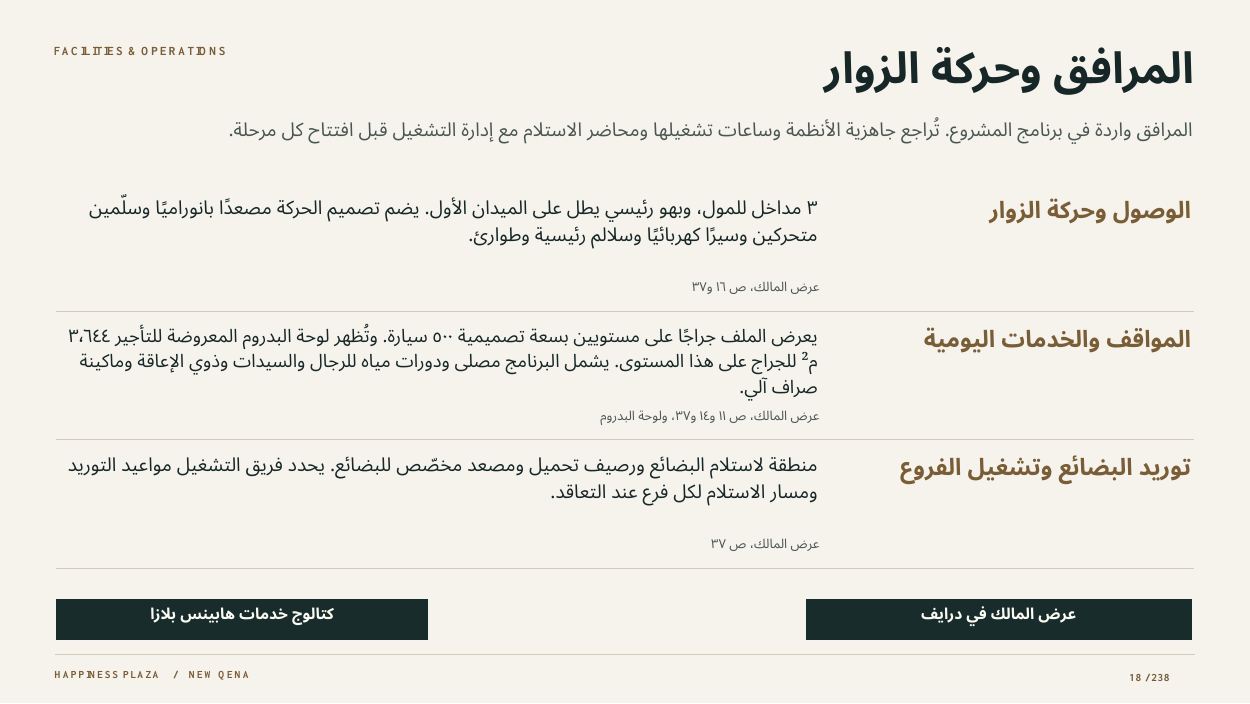 FACILITIES & OPERATIONS
المرافق وحركة الزوار
المرافق واردة في برنامج المشروع. تُراجع جاهزية الأنظمة وساعات تشغيلها ومحاضر الاستلام مع إدارة التشغيل قبل افتتاح كل مرحلة.
الوصول وحركة الزوار
٣ مداخل للمول، وبهو رئيسي يطل على الميدان الأول. يضم تصميم الحركة مصعدًا بانوراميًا وسلّمين
متحركين وسيرًا كهربائيًا وسلالم رئيسية وطوارئ.
عرض المالك، ص ١٦ و٣٧
المواقف والخدمات اليومية
يعرض الملف جراجًا على مستويين بسعة تصميمية ٥٠٠ سيارة. وتُظهر لوحة البدروم المعروضة للتأجير ٣،٦٤٤
م² للجراج على هذا المستوى. يشمل البرنامج مصلى ودورات مياه للرجال والسيدات وذوي الإعاقة وماكينة
صراف آلي.
عرض المالك، ص ١١ و١٤ و٣٧، ولوحة البدروم
توريد البضائع وتشغيل الفروع
منطقة لاستلام البضائع ورصيف تحميل ومصعد مخصّص للبضائع. يحدد فريق التشغيل مواعيد التوريد
ومسار الاستلام لكل فرع عند التعاقد.
عرض المالك، ص ٣٧
عرض المالك في درايف
كتالوج خدمات هابينس بلازا
HAPPINESS PLAZA / NEW QENA
18 /238